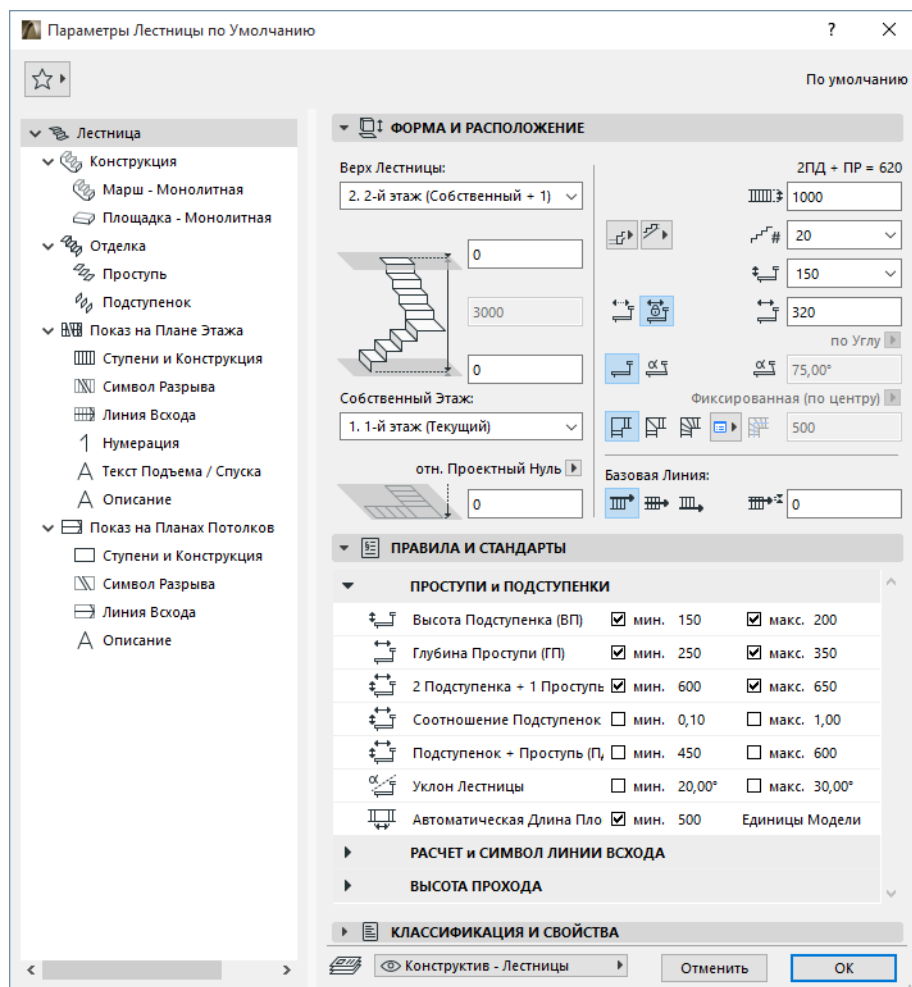 Параметры Лестницы по Умолчанию
?
По умолчанию
Лестница
Конструкция
Марш - Монолитная
Площадка - Монолитная
Отделка
Проступь
Подступенок
Показ на Плане Этажа
Ступени и Конструкция
Символ Разрыва
Линия Всхода
Нумерация
Текст Подъема / Спуска
Описание
Показ на Планах Потолков
Ступени и Конструкция
Символ Разрыва
Линия Всхода
Описание
ФОРМА И РАСПОЛОЖЕНИЕ
Верх Лестницы:
2. 2-й этаж (Собственный + 1)
0
3000
0
Собственный Этаж:
1. 1-й этаж (Текущий)
отн. Проектный Нуль
0
2ПД + ПР = 620
1000
# 20
150
320
по Углу
α α 75,00°
Фиксированная (по центру)
500
Базовая Линия:
0
ПРАВИЛА И СТАНДАРТЫ
ПРОСТУПИ и ПОДСТУПЕНКИ
Высота Подступенка (ВП) мин. 150 макс. 200
Глубина Проступи (ГП) мин. 250 макс. 350
2 Подступенка + 1 Проступь мин. 600 макс. 650
Соотношение Подступенок мин. 0,10 макс. 1,00
Подступенок + Проступь (П, мин. 450 макс. 600
α Уклон Лестницы мин. 20,00° макс. 30,00°
Автоматическая Длина Пло мин. 500 Единицы Модели
РАСЧЕТ и СИМВОЛ ЛИНИИ ВСХОДА
ВЫСОТА ПРОХОДА
КЛАССИФИКАЦИЯ И СВОЙСТВА
Конструктив - Лестницы
Отменить
ОК